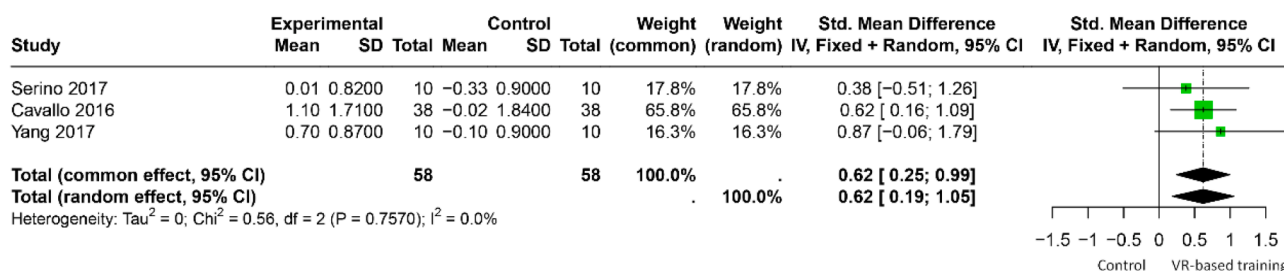 Experimental Control Weight Weight Std. Mean Difference Std. Mean Difference
Study Mean SD Total Mean SD Total (common) (random) IV, Fixed + Random, 95% CI IV, Fixed + Random, 95% CI
Serino 2017 0.01 0.8200 10 −0.33 0.9000 10 17.8% 17.8% 0.38 [−0.51; 1.26]
Cavallo 2016 1.10 1.7100 38 −0.02 1.8400 38 65.8% 65.8% 0.62 [ 0.16; 1.09]
Yang 2017 0.70 0.8700 10 −0.10 0.9000 10 16.3% 16.3% 0.87 [−0.06; 1.79]
Total (common effect, 95% CI) 58 58 100.0% . 0.62 [ 0.25; 0.99]
Total (random effect, 95% CI) . 100.0% 0.62 [ 0.19; 1.05]
Heterogeneity: Tau² = 0; Chi² = 0.56, df = 2 (P = 0.7570); I² = 0.0%
−1.5 −1 −0.5 0 0.5 1 1.5
Control VR-based training